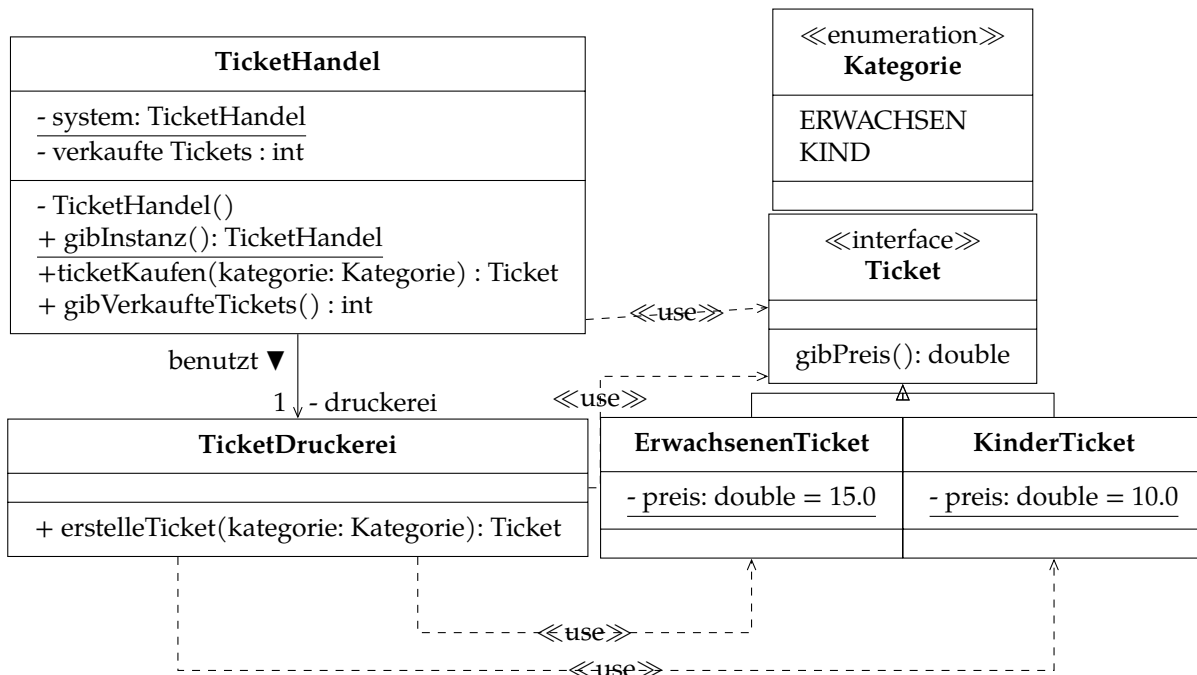 TicketHandel
- system: TicketHandel
- verkaufte Tickets : int
- TicketHandel()
+ gibInstanz(): TicketHandel
+ticketKaufen(kategorie: Kategorie) : Ticket
+ gibVerkaufteTickets() : int
≪enumeration≫
Kategorie
ERWACHSEN
KIND
≪interface≫
Ticket
gibPreis(): double
≪use≫
benutzt ▼
1 - druckerei
≪use≫
TicketDruckerei
+ erstelleTicket(kategorie: Kategorie): Ticket
ErwachsenenTicket
- preis: double = 15.0
KinderTicket
- preis: double = 10.0
≪use≫
≪use≫